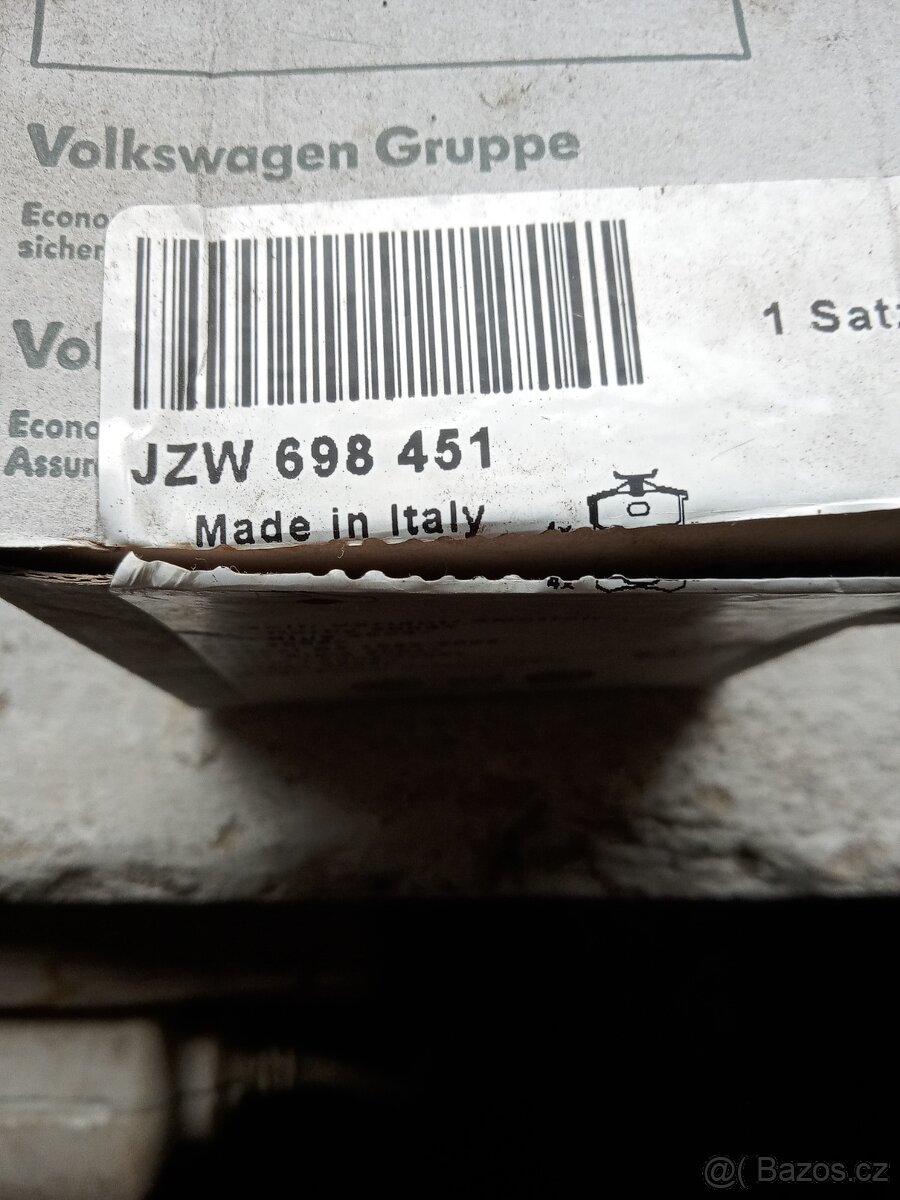 Volkswagen Gruppe
Econo
sicher
1 Satz
Vol
Econo
Assur
JZW 698 451
Made in Italy
4x
@( Bazos.cz